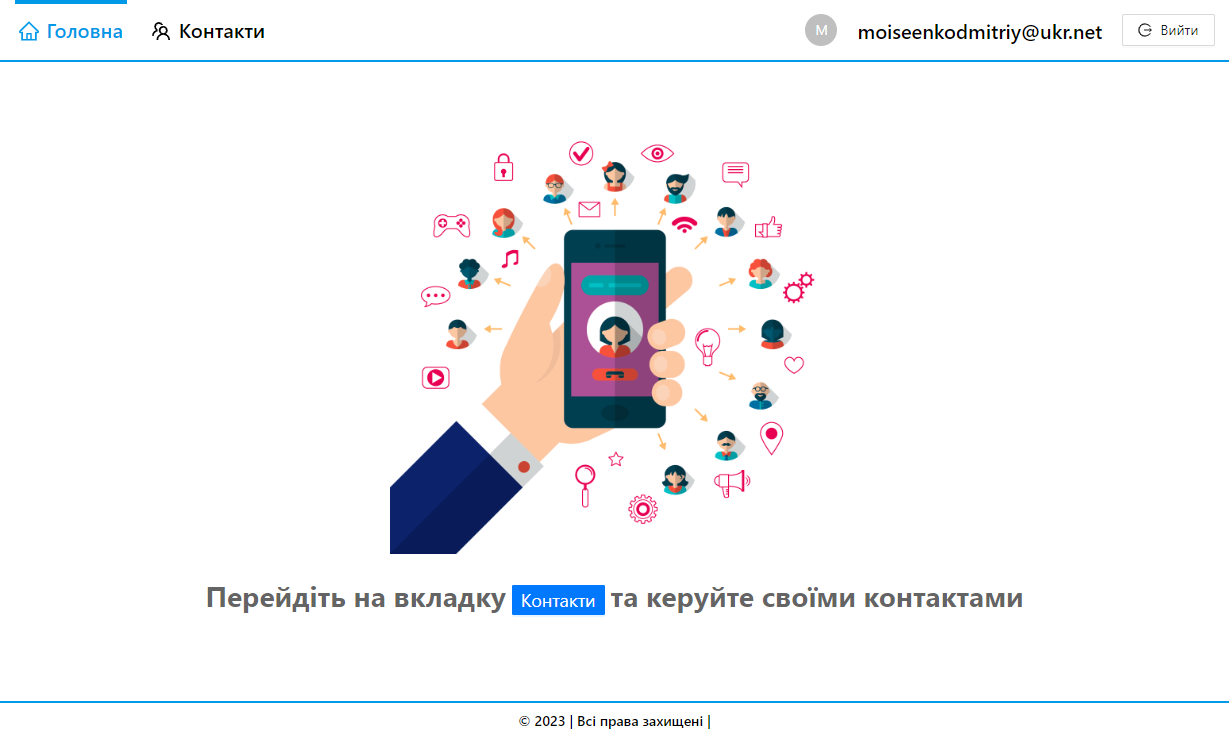 Головна Контакти M moiseenkodmitriy@ukr.net Вийти
Перейдіть на вкладку Контакти та керуйте своїми контактами
© 2023 | Всі права захищені |